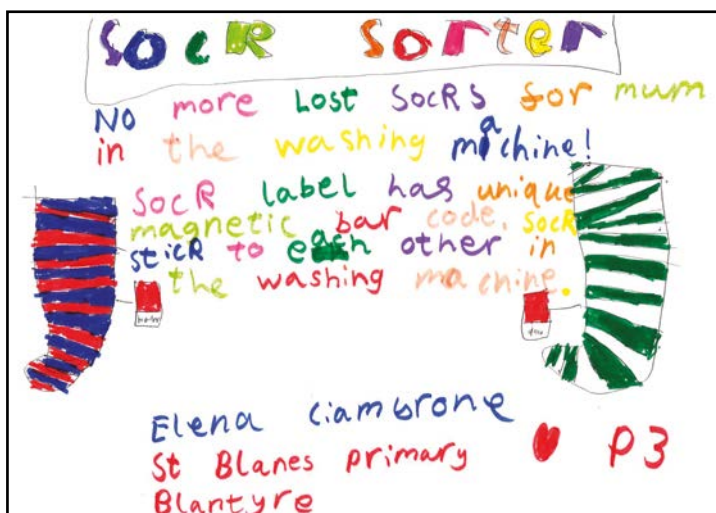 Sock Sorter
No more Lost Socks for mum
in the washing machine!
Sock label has unique
magnetic bar code. Sock
stick to each other in
the washing machine.
Elena Ciambrone
St Blanes primary P3
Blantyre